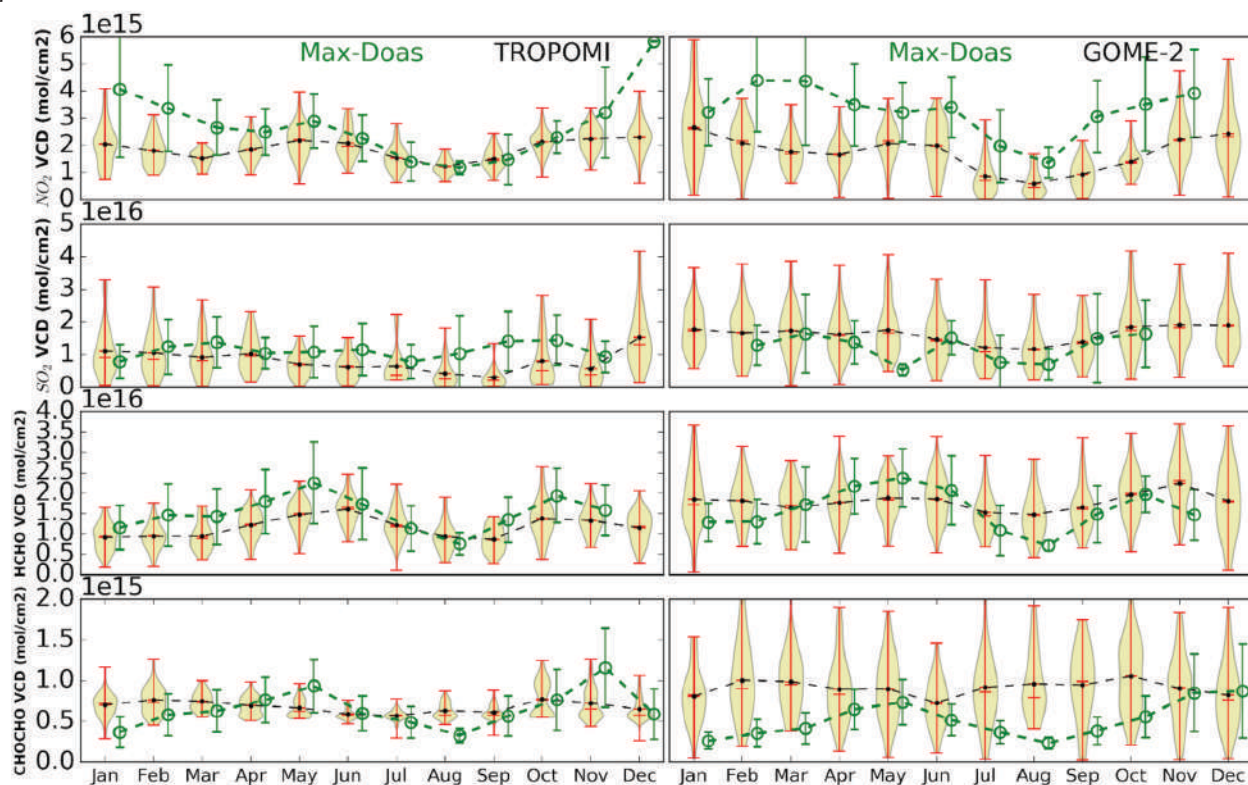 1e15
Max-Doas TROPOMI Max-Doas GOME-2
NO2 VCD (mol/cm2)
6
5
4
3
2
1
0
1e16
SO2 VCD (mol/cm2)
5
4
3
2
1
0
1e16
HCHO VCD (mol/cm2)
4.0
3.5
3.0
2.5
2.0
1.5
1.0
0.5
0.0
1e15
CHOCHO VCD (mol/cm2)
2.0
1.5
1.0
0.5
0.0
Jan Feb Mar Apr May Jun Jul Aug Sep Oct Nov Dec Jan Feb Mar Apr May Jun Jul Aug Sep Oct Nov Dec